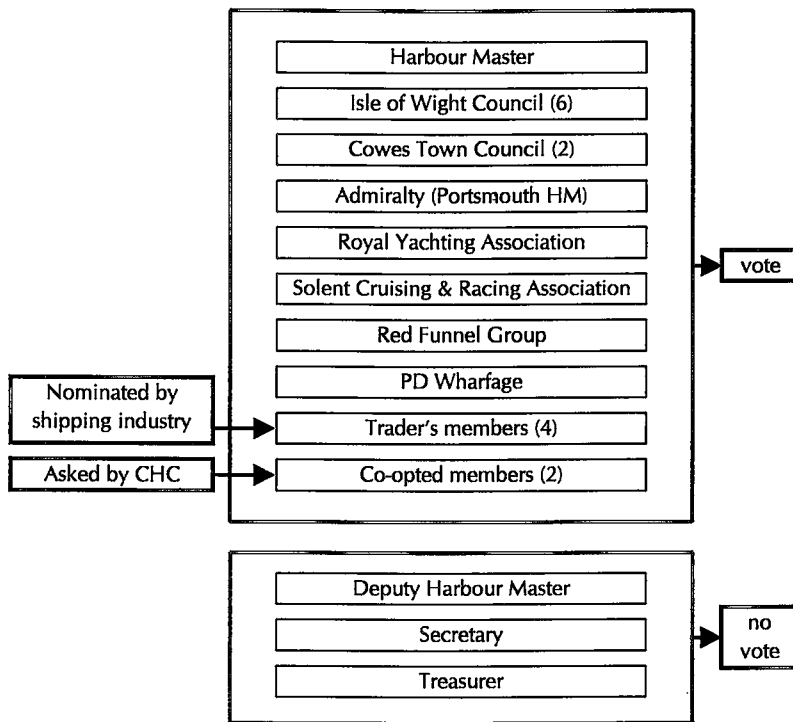 Harbour Master
Isle of Wight Council (6)
Cowes Town Council (2)
Admiralty (Portsmouth HM)
Royal Yachting Association
Solent Cruising & Racing Association
Red Funnel Group
PD Wharfage
Trader's members (4)
Co-opted members (2)
Nominated by
shipping industry
Asked by CHC
vote
Deputy Harbour Master
Secretary
Treasurer
no
vote